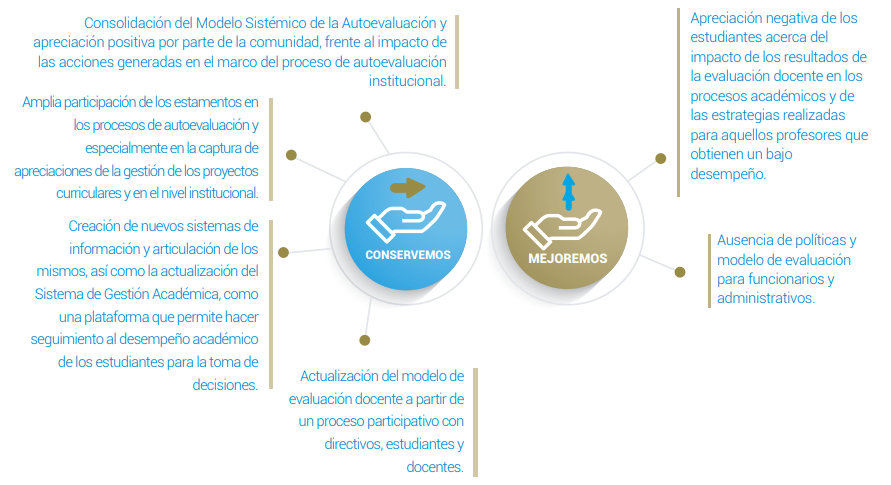 Consolidación del Modelo Sistémico de la Autoevaluación y
apreciación positiva por parte de la comunidad, frente al impacto de
las acciones generadas en el marco del proceso de autoevaluación
institucional.
Amplia participación de los estamentos en
los procesos de autoevaluación y
especialmente en la captura de
apreciaciones de la gestión de los proyectos
curriculares y en el nivel institucional.
Creación de nuevos sistemas de
información y articulación de los
mismos, así como la actualización del
Sistema de Gestión Académica, como
una plataforma que permite hacer
seguimiento al desempeño académico
de los estudiantes para la toma de
decisiones.
Actualización del modelo de
evaluación docente a partir de
un proceso participativo con
directivos, estudiantes y
docentes.
CONSERVEMOS
MEJOREMOS
Apreciación negativa de los
estudiantes acerca del
impacto de los resultados de
la evaluación docente en los
procesos académicos y de
las estrategias realizadas
para aquellos profesores que
obtienen un bajo
desempeño.
Ausencia de políticas y
modelo de evaluación
para funcionarios y
administrativos.